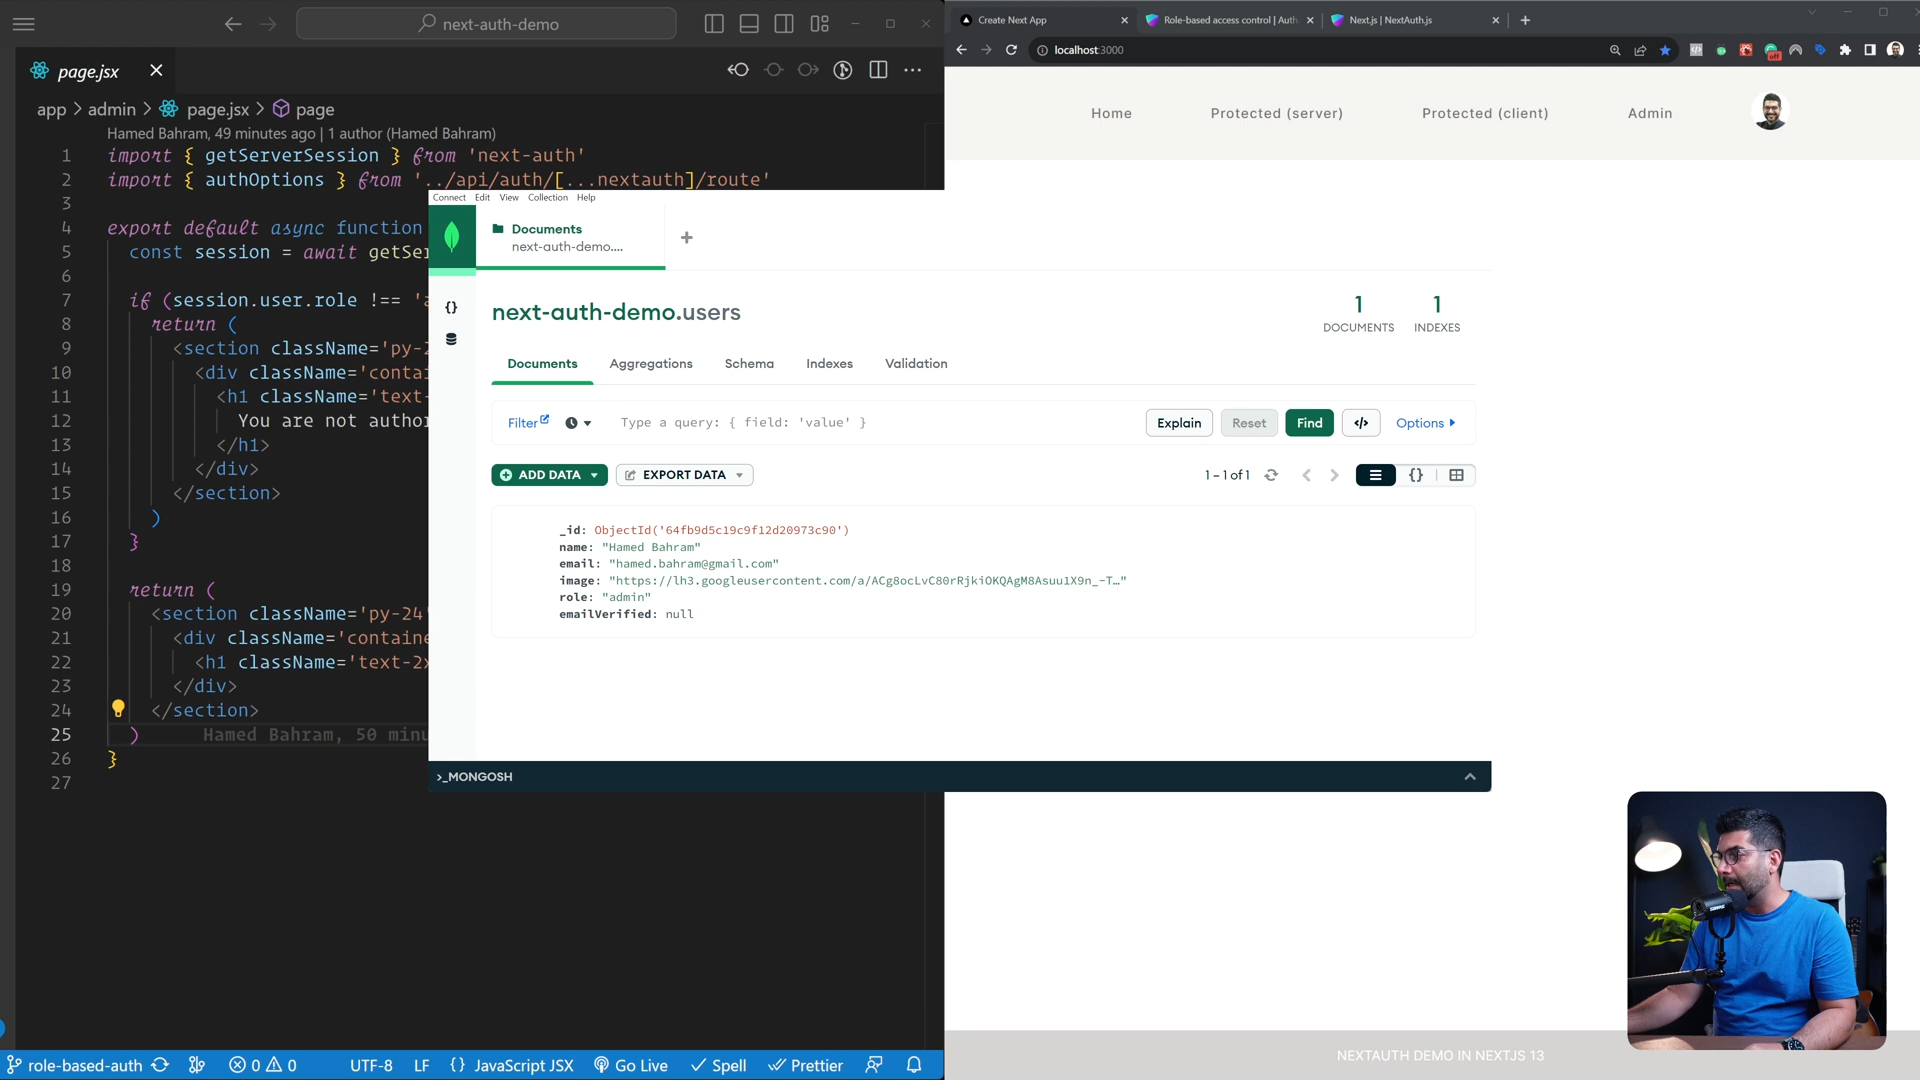 next-auth-demo
page.jsx
app > admin > page.jsx > page
Hamed Bahram, 49 minutes ago | 1 author (Hamed Bahram)
1 import { getServerSession } from 'next-auth'
2 import { authOptions } from '../api/auth/[...nextauth]/route'
3
4 export default async function
5 const session = await getSer
6
7 if (session.user.role !== 'a
8 return (
9 <section className='py-2
10 <div className='contai
11 <h1 className='text-
12 You are not author
13 </h1>
14 </div>
15 </section>
16 )
17 }
18
19 return (
20 <section className='py-24'
21 <div className='containe
22 <h1 className='text-2x
23 </div>
24 </section>
25 ) Hamed Bahram, 50 minu
26 }
27
role-based-auth 0 0 UTF-8 LF {} JavaScript JSX Go Live Spell Prettier
Connect Edit View Collection Help
Documents
next-auth-demo....
next-auth-demo.users
1
DOCUMENTS
1
INDEXES
Documents Aggregations Schema Indexes Validation
Filter Type a query: { field: 'value' } Explain Reset Find </> Options
ADD DATA EXPORT DATA 1 – 1 of 1 {}
_id: ObjectId('64fb9d5c19c9f12d20973c90')
name: "Hamed Bahram"
email: "hamed.bahram@gmail.com"
image: "https://lh3.googleusercontent.com/a/ACg8ocLvC80rRjkiOKQAgM8Asuu1X9n_-T…"
role: "admin"
emailVerified: null
>_MONGOSH
Create Next App
Role-based access control | Auth
Next.js | NextAuth.js
localhost:3000
off
Home Protected (server) Protected (client) Admin
NEXTAUTH DEMO IN NEXTJS 13